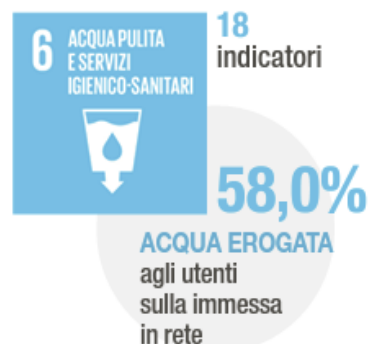 6
ACQUA PULITA
E SERVIZI
IGIENICO-SANITARI
18
indicatori
58,0%
ACQUA EROGATA
agli utenti
sulla immessa
in rete